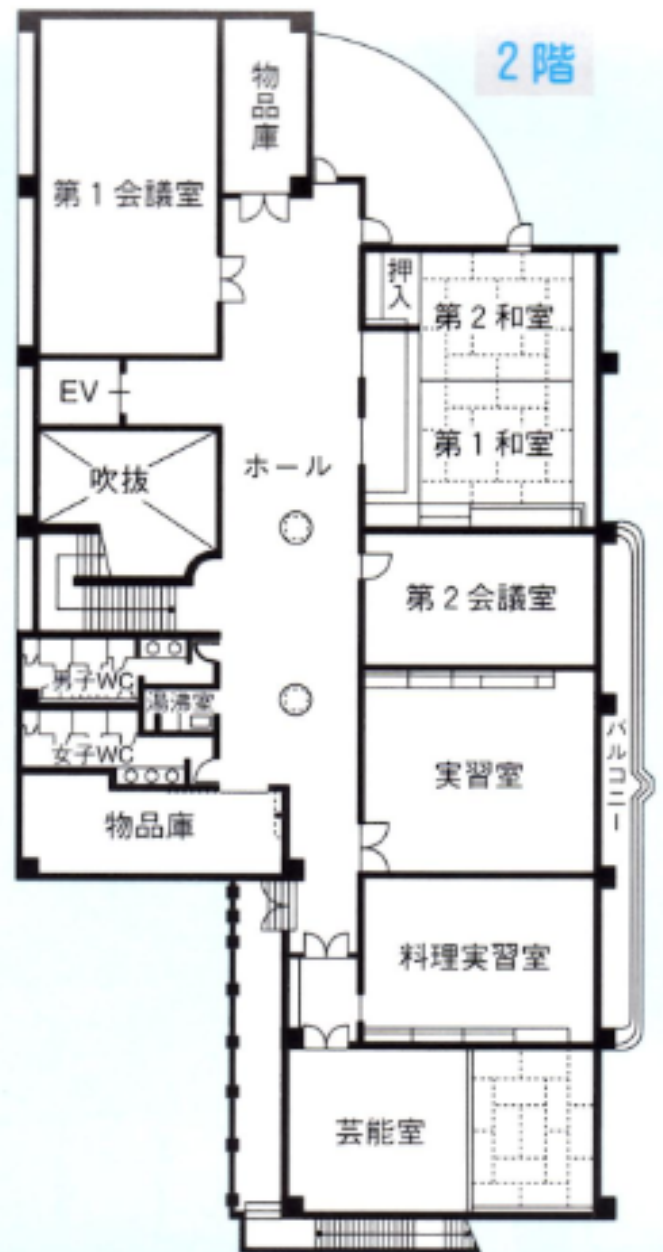 2階
物品庫
第1会議室
押入
第2和室
EV
第1和室
吹抜
ホール
第2会議室
男子WC
湯沸室
女子WC
バルコニー
実習室
物品庫
料理実習室
芸能室